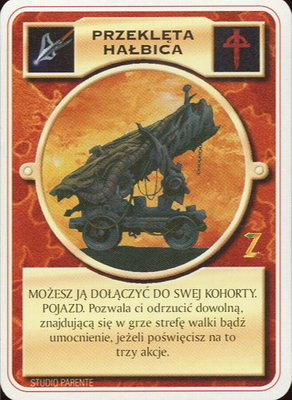 PRZEKLĘTA
HAŁBICA
MOŻESZ JĄ DOŁĄCZYĆ DO SWEJ KOHORTY.
POJAZD. Pozwala ci odrzucić dowolną,
znajdującą się w grze strefę walki bądź
umocnienie, jeżeli poświęcisz na to
trzy akcje.
STUDIO PARENTE